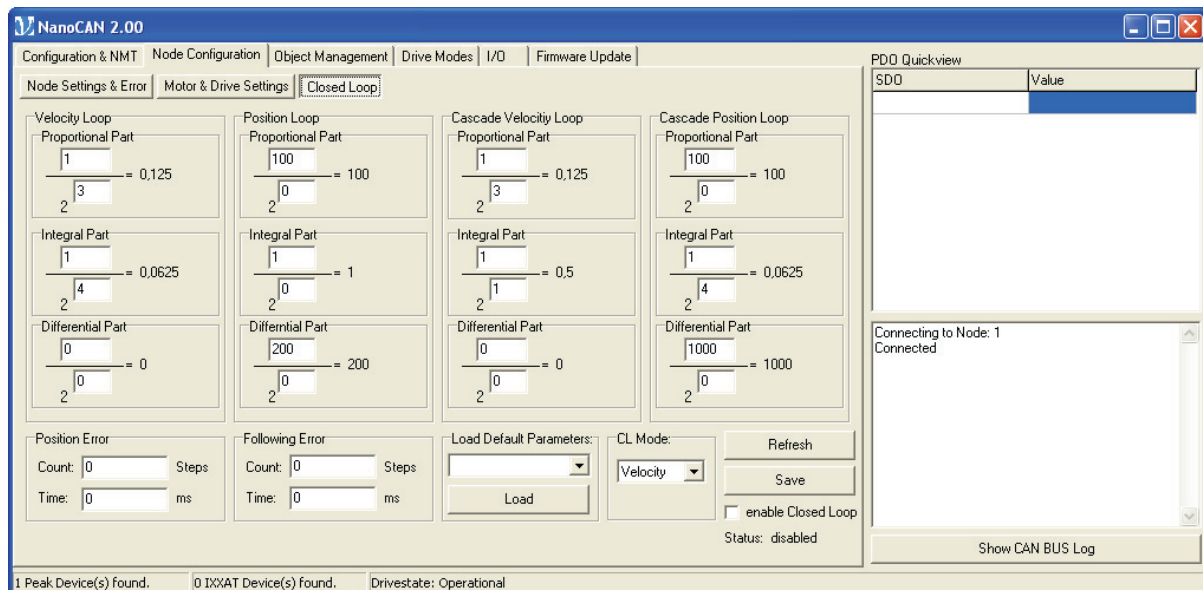 NanoCAN 2.00
Configuration & NMT Node Configuration Object Management Drive Modes I/O Firmware Update
Node Settings & Error Motor & Drive Settings Closed Loop
PDO Quickview
SDO Value
Velocity Loop Position Loop Cascade Velocitiy Loop Cascade Position Loop
Proportional Part Proportional Part Proportional Part Proportional Part
1 100 1 100
= 0,125 = 100 = 0,125 = 100
3 0 3 0
2 2 2 2
Integral Part Integral Part Integral Part Integral Part
1 1 1 1
= 0,0625 = 1 = 0,5 = 0,0625
4 0 1 4
2 2 2 2
Differential Part Differntial Part Differential Part Differential Part
0 200 0 1000
= 0 = 200 = 0 = 1000
0 0 0 0
2 2 2 2
Connecting to Node: 1
Connected
Position Error Following Error Load Default Parameters: CL Mode: Refresh
Count: 0 Steps Count: 0 Steps Velocity Save
Time: 0 ms Time: 0 ms Load enable Closed Loop
Status: disabled
Show CAN BUS Log
1 Peak Device(s) found. 0 IXXAT Device(s) found. Drivestate: Operational